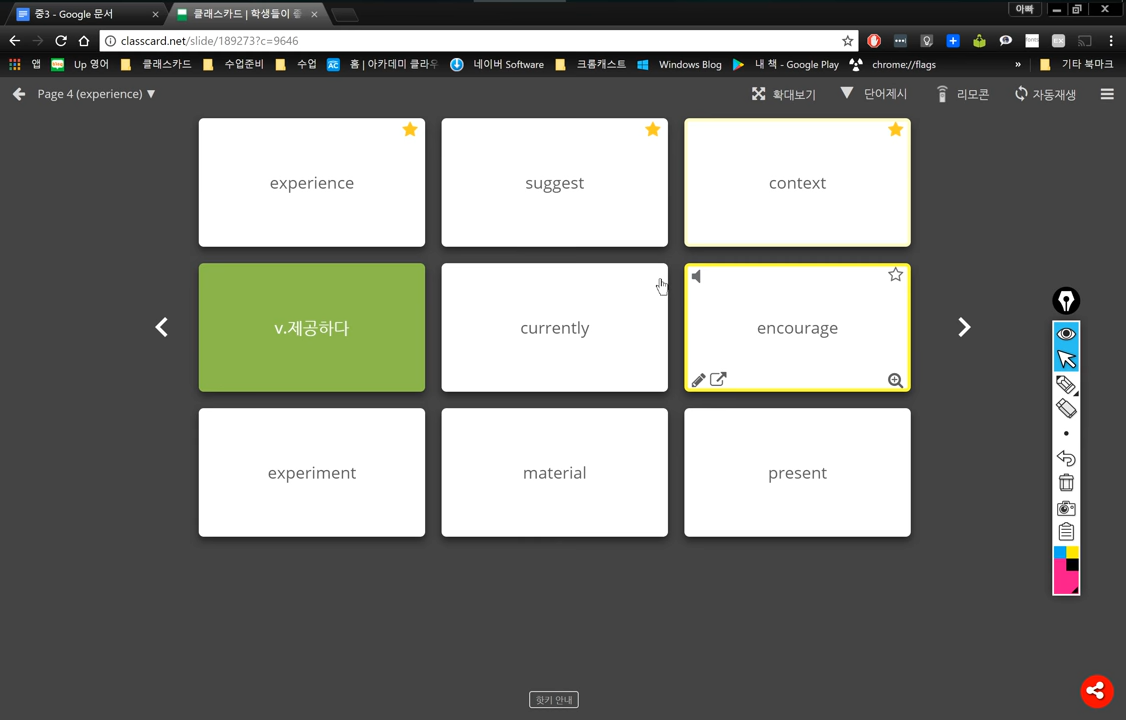 중3 - Google 문서
클래스카드 | 학생들이 좋
아빠
classcard.net/slide/189273?c=9646
앱
Up 영어
클래스카드
수업준비
수업
홈 | 아카데미 클라우
네이버 Software
크롬캐스트
Windows Blog
내 책 - Google Play
chrome://flags
»
기타 북마크
Page 4 (experience) ▼
확대보기
단어제시
리모콘
자동재생
experience
suggest
context
v.제공하다
currently
encourage
experiment
material
present
핫키 안내